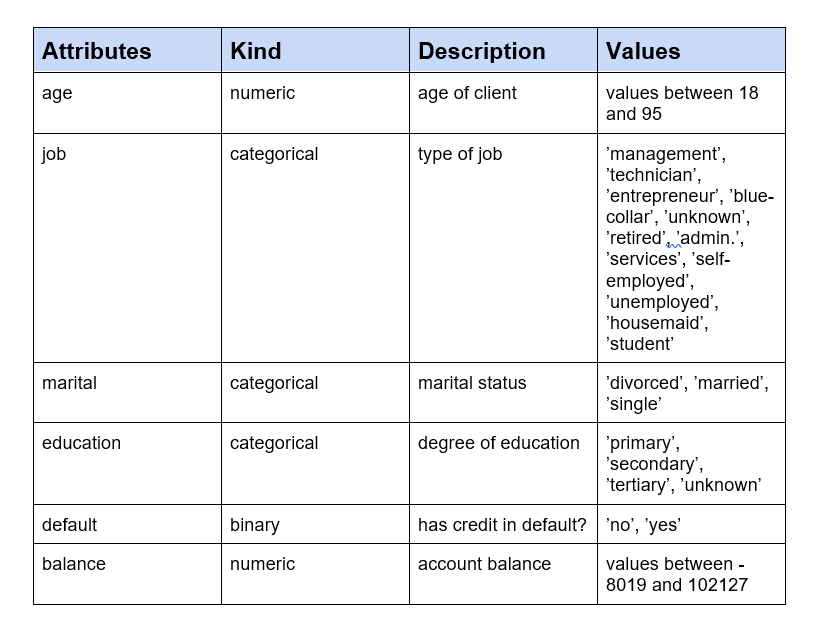 Attributes Kind Description Values
age numeric age of client values between 18
and 95
job categorical type of job ’management’,
’technician’,
’entrepreneur’, ’blue-
collar’, ’unknown’,
’retired’, ’admin.’,
’services’, ’self-
employed’,
’unemployed’,
’housemaid’,
’student’
marital categorical marital status ’divorced’, ’married’,
’single’
education categorical degree of education ’primary’,
’secondary’,
’tertiary’, ’unknown’
default binary has credit in default? ’no’, ’yes’
balance numeric account balance values between -
8019 and 102127